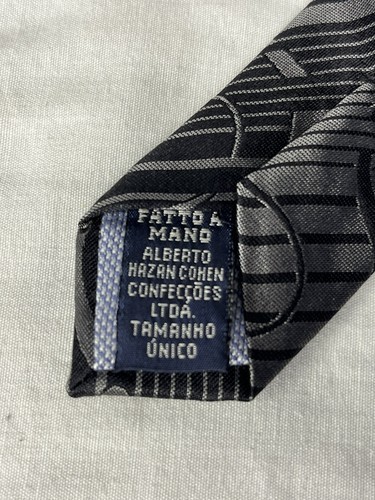 FATTO A
MANO
ALBERTO
HAZAN COHEN
CONFECÇÕES
LTDA.
TAMANHO
ÚNICO